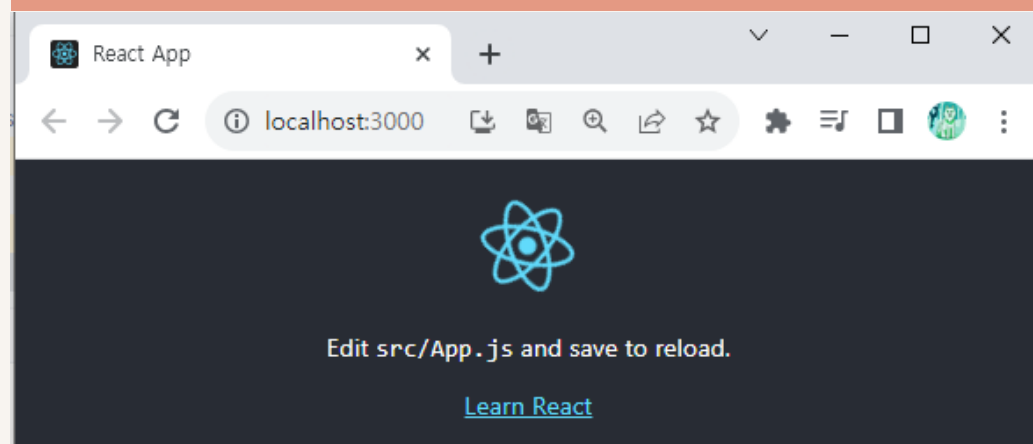 React App
localhost:3000
Edit src/App.js and save to reload.
Learn React